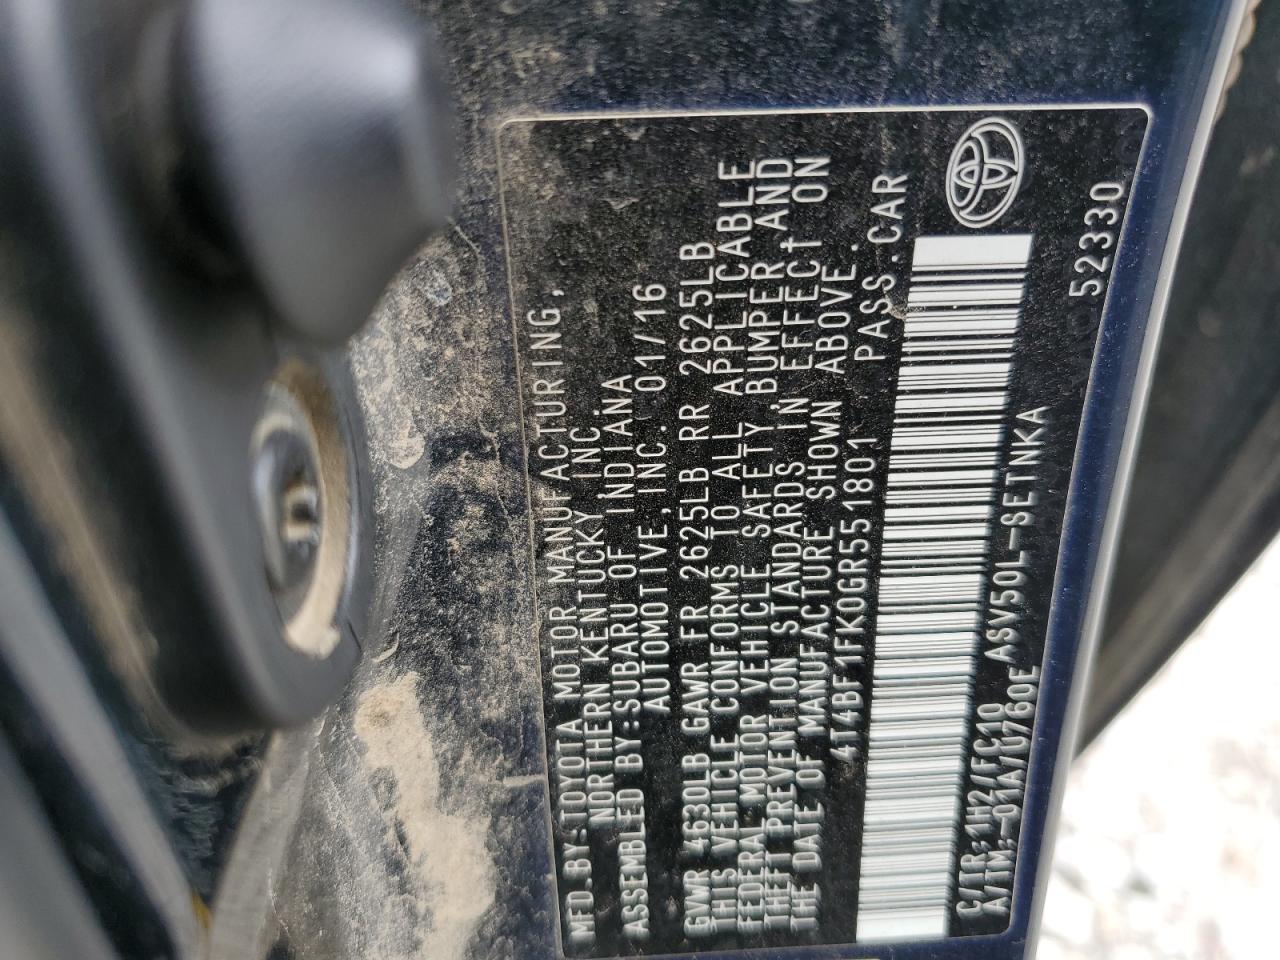 MFD.BY:TOYOTA MOTOR MANUFACTURING,
NORTHERN KENTUCKY INC.
ASSEMBLED BY:SUBARU OF INDIANA
AUTOMOTIVE,INC. 01/16
GVWR 4630LB GAWR FR 2625LB RR 2625LB
THIS VEHICLE CONFORMS TO ALL APPLICABLE
FEDERAL MOTOR VEHICLE SAFETY,BUMPER,AND
THEFT PREVENTION STANDARDS IN EFFECT ON
THE DATE OF MANUFACTURE SHOWN ABOVE.
4T4BF1FK0GR551801 PASS.CAR
C/TR:1H2/FC10
A/TM:-01A/U760E ASV50L-SETNKA
52330